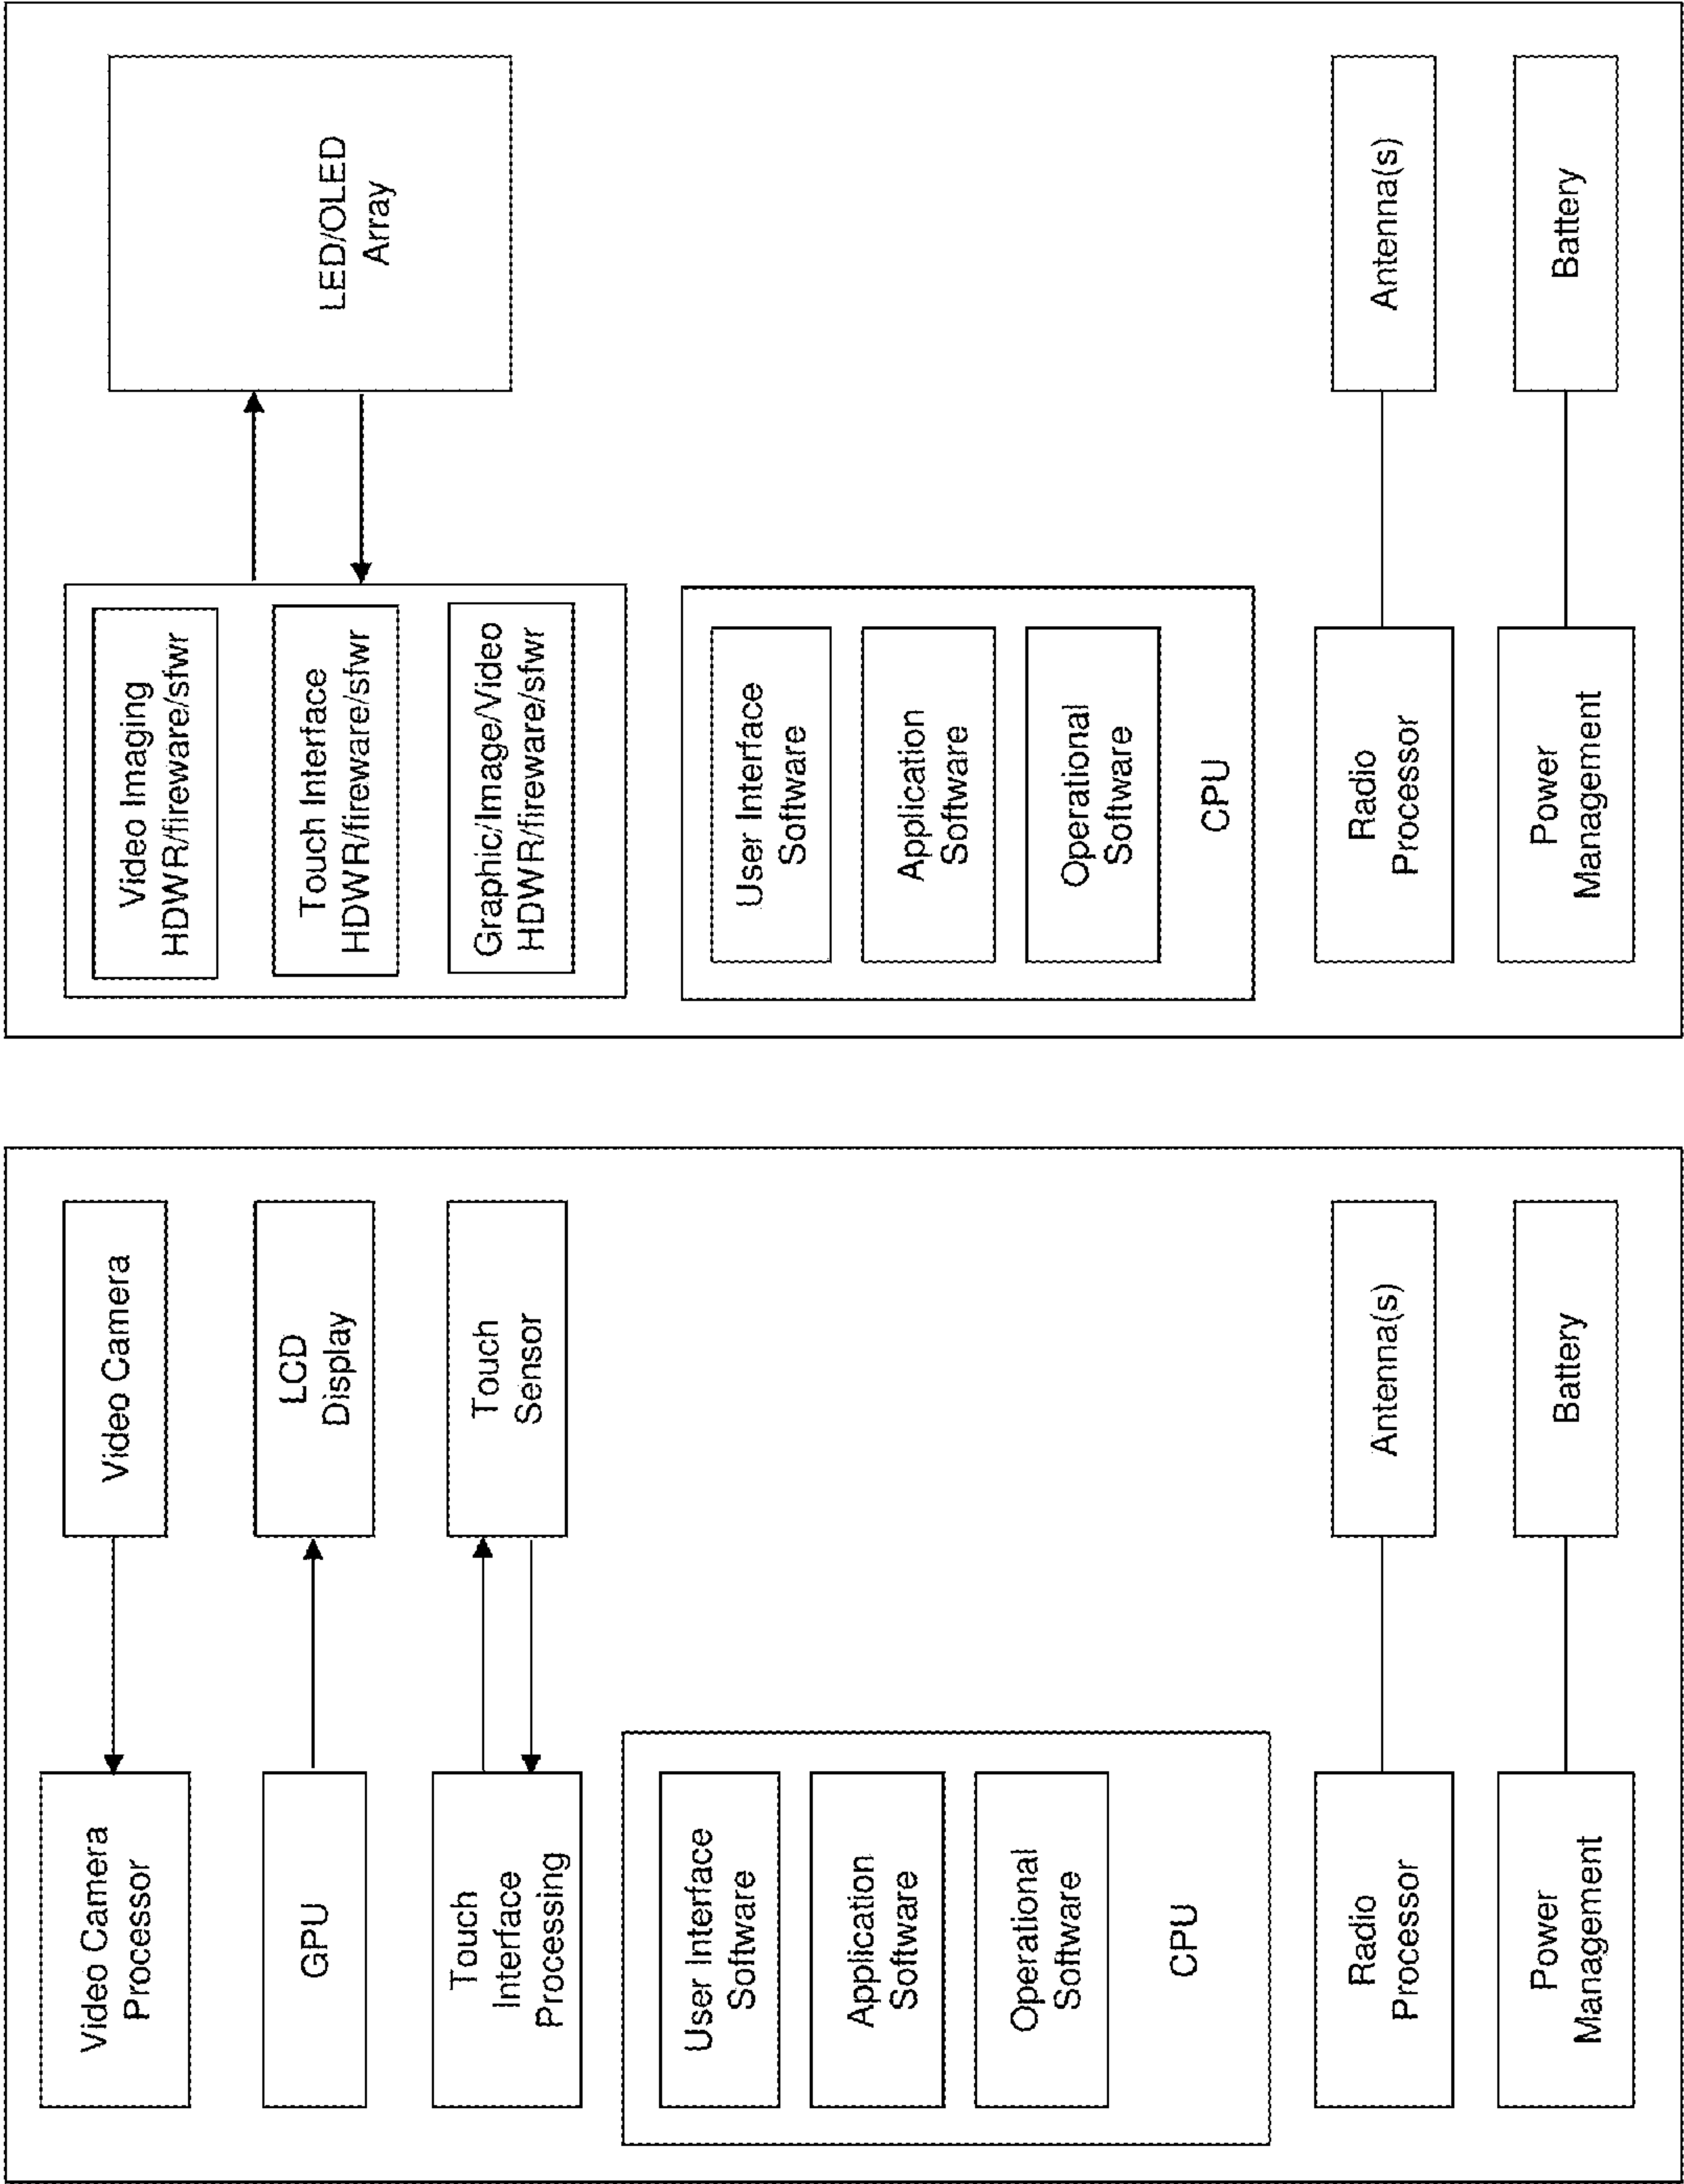 Video Camera
Processor
Video Camera
GPU
LCD
Display
Touch
Interface
Processing
Touch
Sensor
User Interface
Software
Application
Software
Operational
Software
CPU
Radio
Processor
Antenna(s)
Power
Management
Battery
Video Imaging
HDWR/fireware/sfwr
Touch Interface
HDWR/fireware/sfwr
Graphic/Image/Video
HDWR/fireware/sfwr
LED/OLED
Array
User Interface
Software
Application
Software
Operational
Software
CPU
Radio
Processor
Antenna(s)
Power
Management
Battery